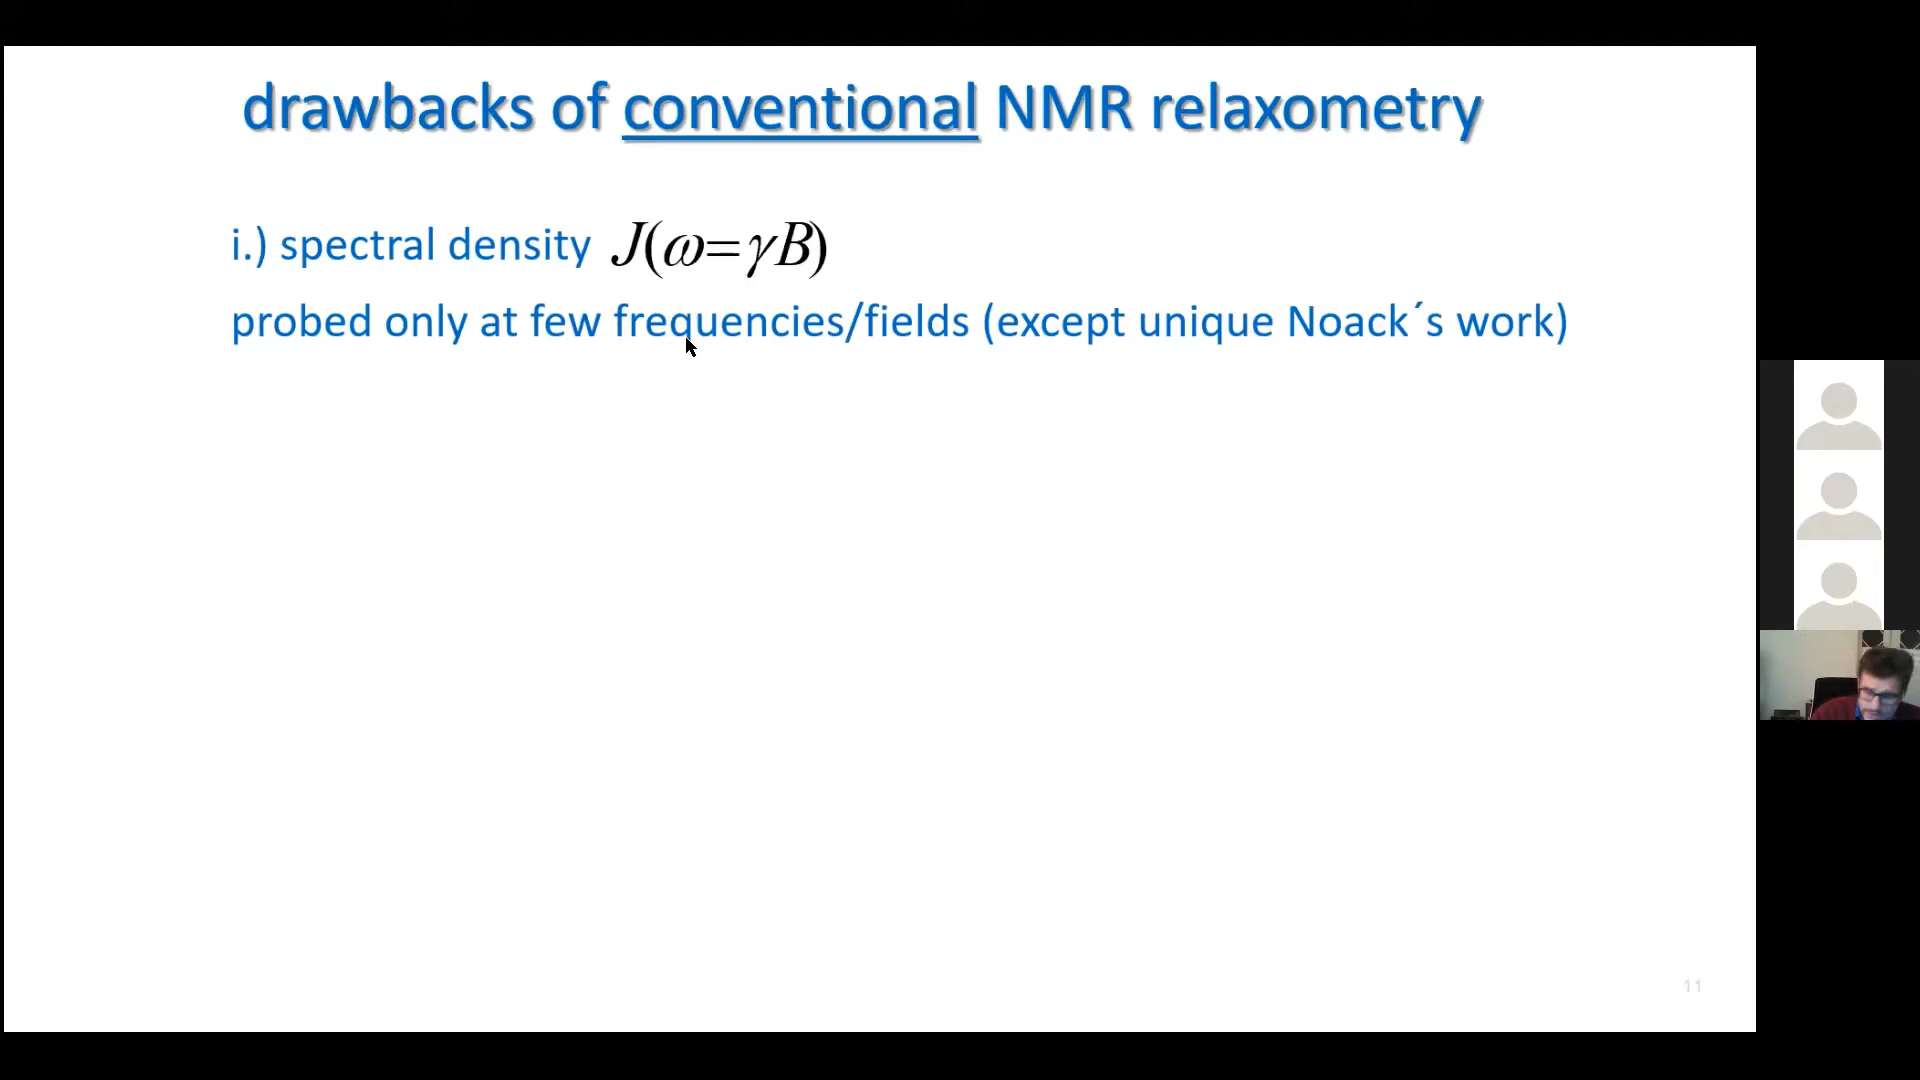 drawbacks of conventional NMR relaxometry
i.) spectral density J(ω=γB)
probed only at few frequencies/fields (except unique Noack´s work)
11